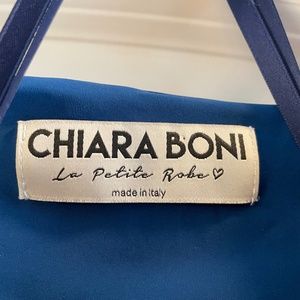 CHIARA BONI
La Petite Robe♡
made in italy